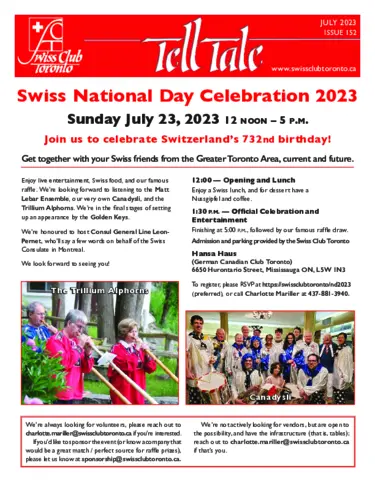 JULY 2023
ISSUE 152
Swiss Club
Toronto
Tell Tale
www.swissclubtoronto.ca
Swiss National Day Celebration 2023
Sunday July 23, 2023 12 NOON – 5 P.M.
Join us to celebrate Switzerland's 732nd birthday!
Get together with your Swiss friends from the Greater Toronto Area, current and future.
Enjoy live entertainment, Swiss food, and our famous
raffle. We're looking forward to listening to the Matt
Lebar Ensemble, our very own Canadysli, and the
Trillium Alphorns. We're in the final stages of setting
up an appearance by the Golden Keys.
We're honoured to host Consul General Line Leon-
Pernet, who'll say a few words on behalf of the Swiss
Consulate in Montreal.
We look forward to seeing you!
12:00 — Opening and Lunch
Enjoy a Swiss lunch, and for dessert have a
Nussgipfel and coffee.
1:30 P.M. — Official Celebration and
Entertainment
Finishing at 5:00 P.M., followed by our famous raffle draw.
Admission and parking provided by the Swiss Club Toronto
Hansa Haus
(German Canadian Club Toronto)
6650 Hurontario Street, Mississauga ON, L5W 1N3
To register, please RSVP at https://swissclubtoronto/nd2023
(preferred), or call Charlotte Mariller at 437-881-3940.
The Trillium Alphorns
Canadysli
We're always looking for volunteers, please reach out to
charlotte.mariller@swissclubtoronto.ca if you're interested.
If you'd like to sponsor the event (or know a company that
would be a great match / perfect source for raffle prizes),
please let us know at sponsorship@swissclubtoronto.ca.
We're not actively looking for vendors, but are open to
the possibility, and have the infrastructure (that is, tables);
reach out to charlotte.mariller@swissclubtoronto.ca
if that's you.